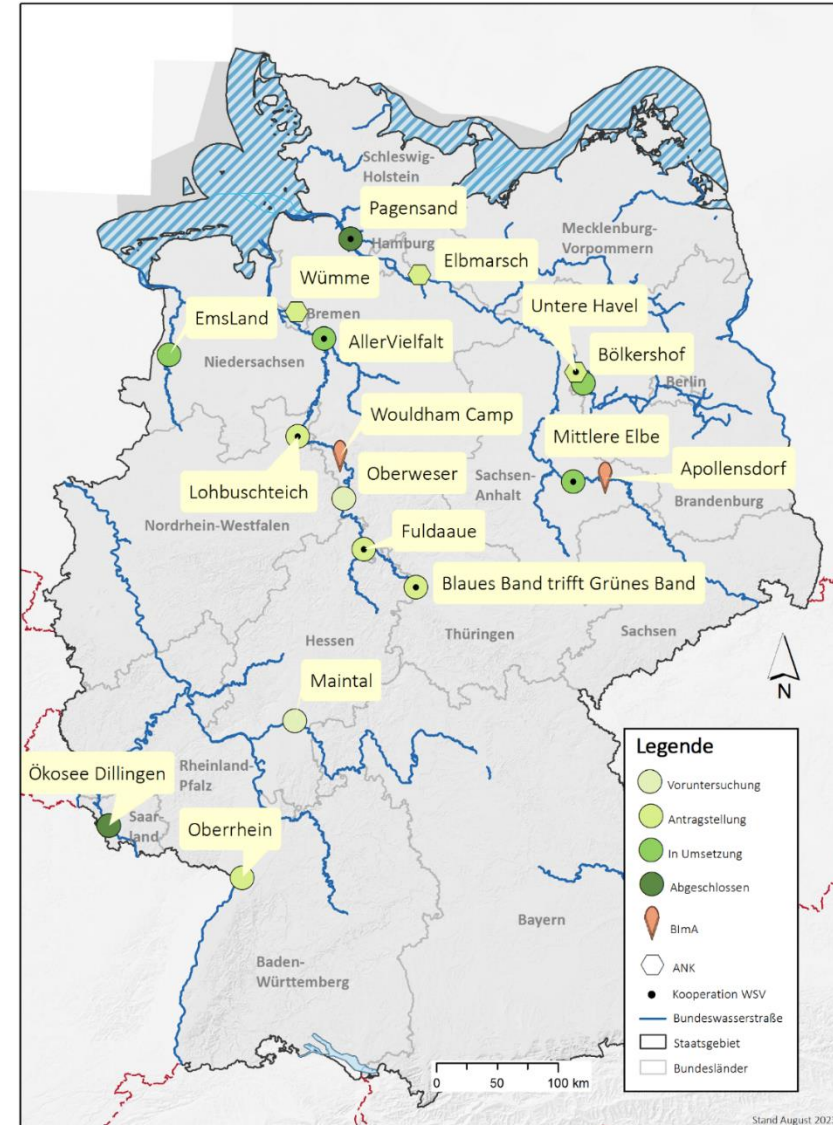 Schleswig-
Holstein
Pagensand
Hamburg
Mecklenburg-
Vorpommern
Elbmarsch
Wümme
Bremen
Untere Havel
EmsLand
AllerVielfalt
Bölkershof
Niedersachsen
Berlin
Wouldham Camp
Mittlere Elbe
Oberweser
Apollensdorf
Lohbuschteich
Sachsen-
Anhalt
Brandenburg
Nordrhein-Westfalen
Fuldaaue
Blaues Band trifft Grünes Band
Hessen
Thüringen
Sachsen
Maintal
N
Ökosee Dillingen
Rheinland-
Pfalz
Saar
land
Oberrhein
Bayern
Baden-
Württemberg
0 50 100 km
Legende
Voruntersuchung
Antragstellung
In Umsetzung
Abgeschlossen
BImA
ANK
Kooperation WSV
Bundeswasserstraße
Staatsgebiet
Bundesländer
Stand August